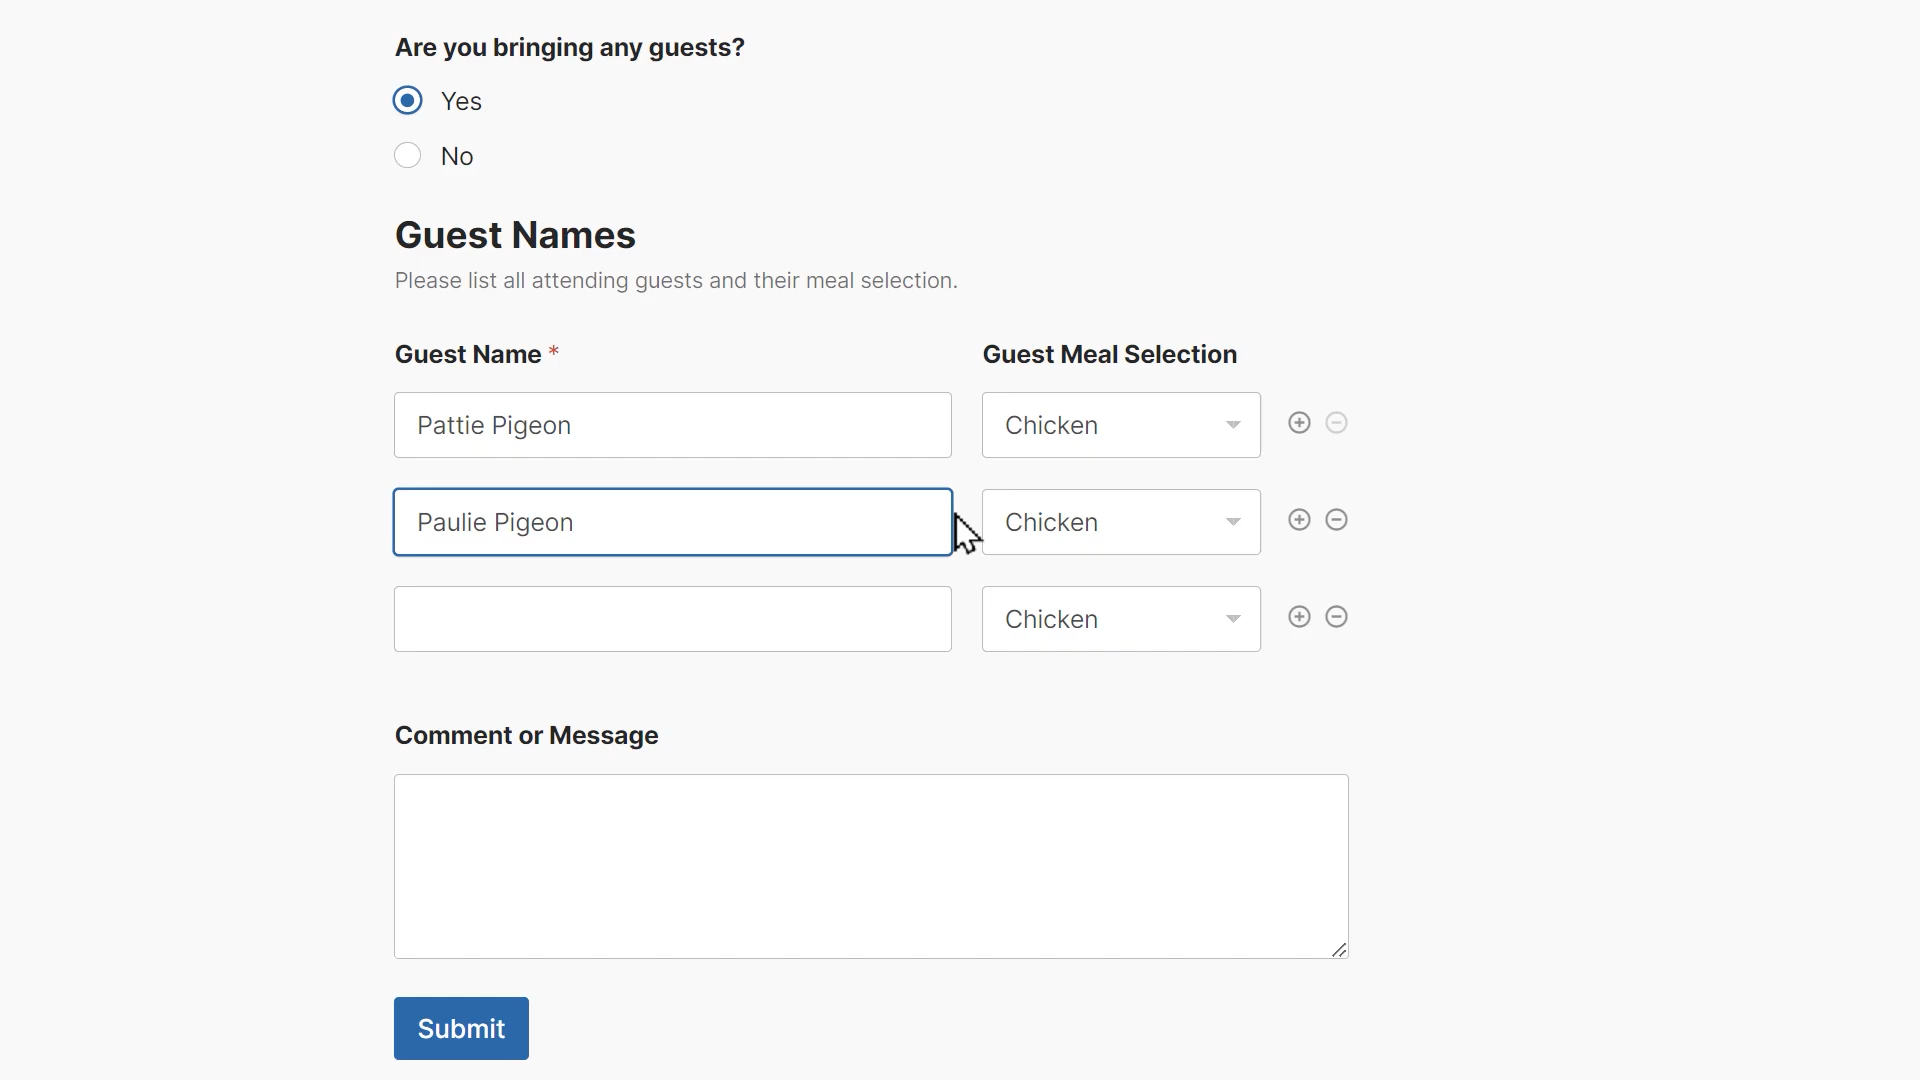 Are you bringing any guests?
Yes
No
Guest Names
Please list all attending guests and their meal selection.
Guest Name * Guest Meal Selection
Pattie Pigeon Chicken
Paulie Pigeon Chicken
Chicken
Comment or Message
Submit